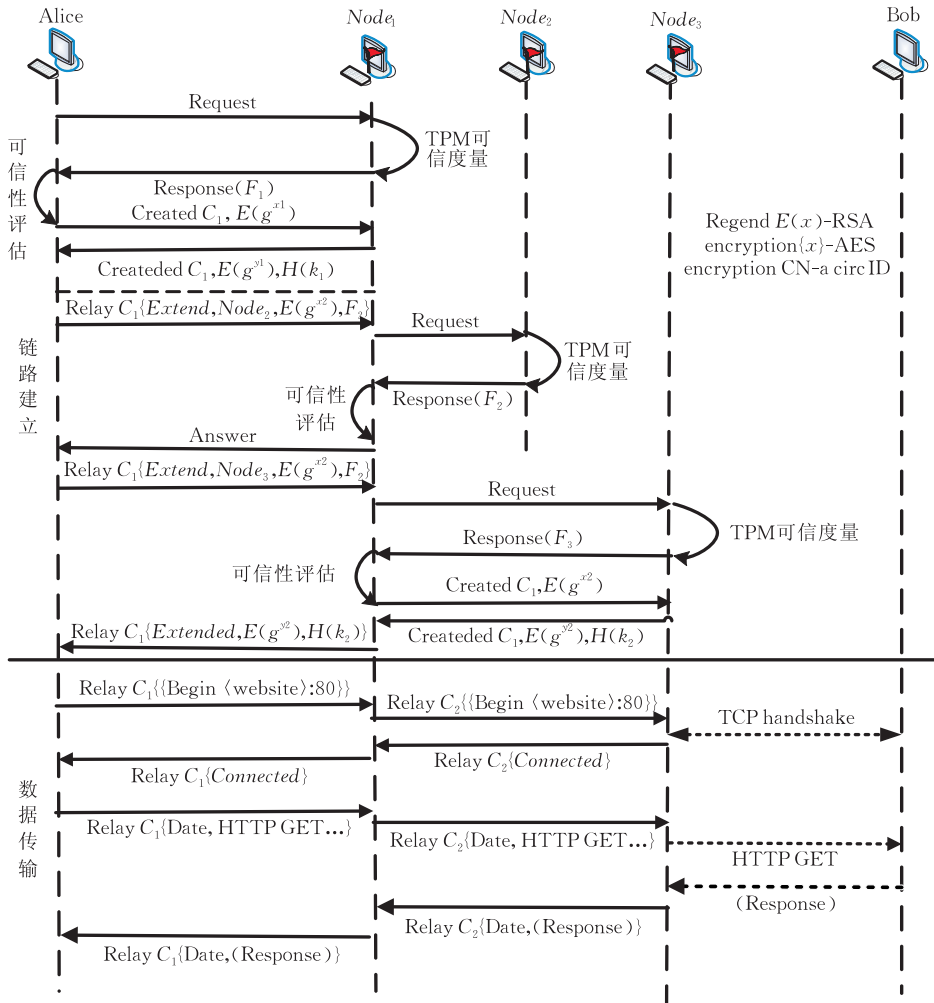 Alice
Node₁
Node₂
Node₃
Bob
Request
TPM可
信度量
可信性评估
Response(F₁)
Created C₁, E(g^{x1})
Createded C₁,E(g^{y1}),H(k₁)
Regend E(x)-RSA
encryption{x}-AES
encryption CN-a circ ID
Relay C₁{Extend,Node₂,E(g^{x2}),F₂}
Request
TPM可
信度量
链路建立
可信性
评估
Response(F₂)
Answer
Relay C₁{Extend,Node₃,E(g^{x2}),F₂}
Request
TPM可信度量
Response(F₃)
可信性评估
Created C₁,E(g^{x2})
Relay C₁{Extended,E(g^{y2}),H(k₂)}
Createded C₁,E(g^{y2}),H(k₂)
Relay C₁{{Begin〈website〉:80}}
Relay C₂{{Begin〈website〉:80}}
TCP handshake
Relay C₁{Connected}
Relay C₂{Connected}
数据传输
Relay C₁{Date, HTTP GET...}
Relay C₂{Date, HTTP GET...}
HTTP GET
(Response)
Relay C₂{Date,(Response)}
Relay C₁{Date,(Response)}